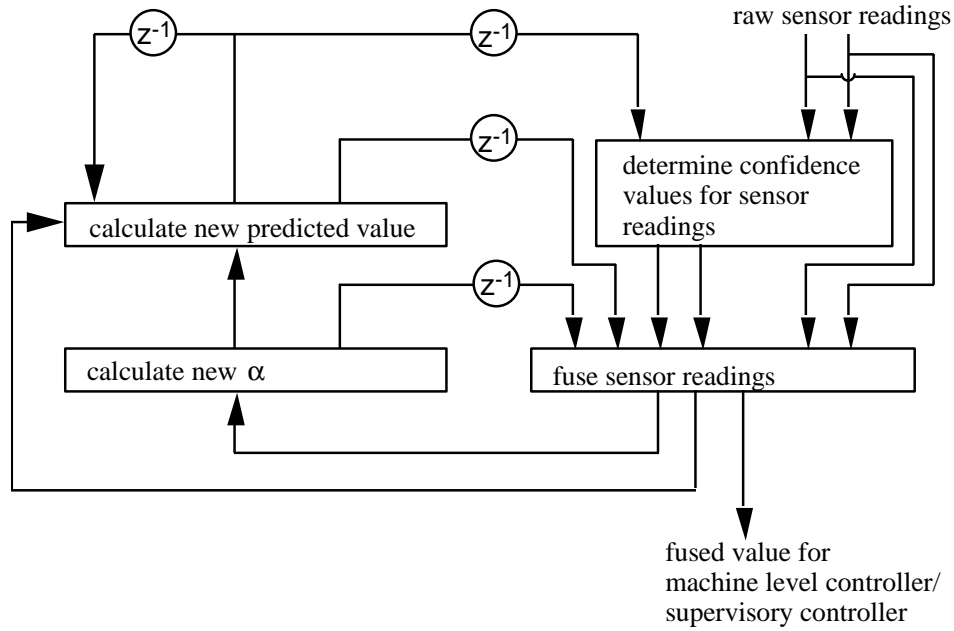 raw sensor readings
z-1
z-1
z-1
determine confidence
values for sensor
readings
calculate new predicted value
z-1
calculate new α
fuse sensor readings
fused value for
machine level controller/
supervisory controller